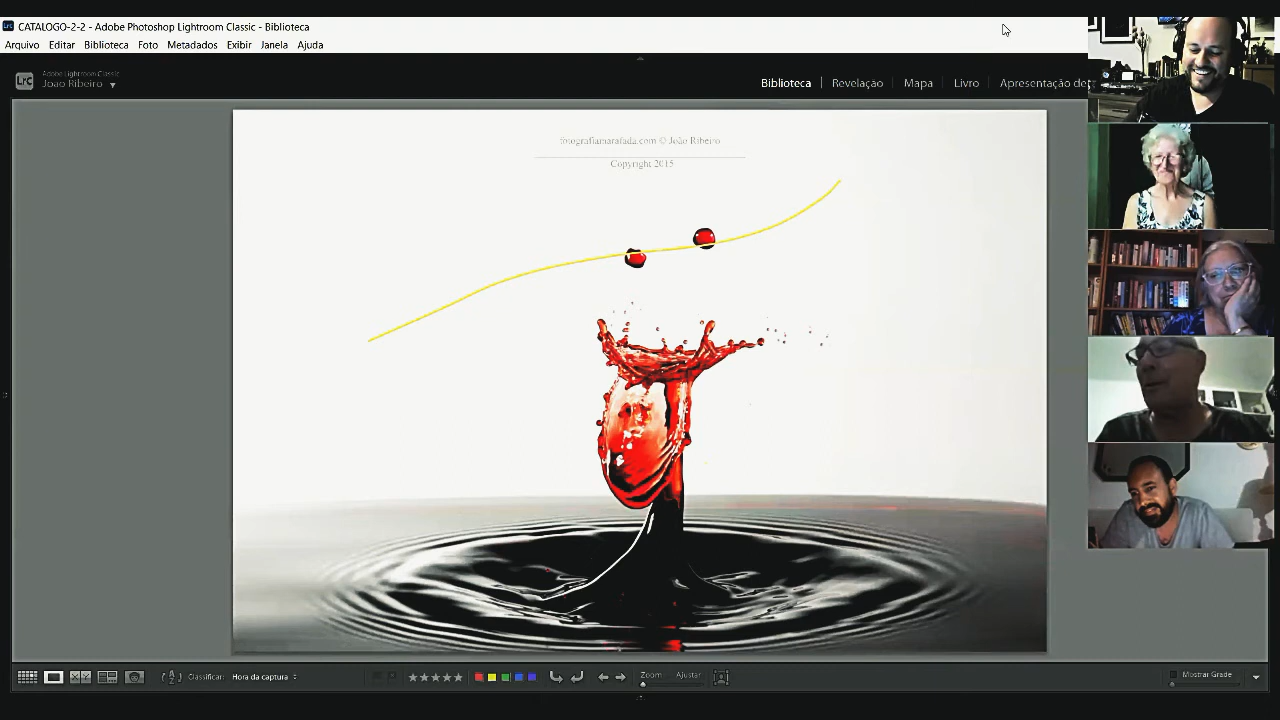 CATALOGO-2-2 - Adobe Photoshop Lightroom Classic - Biblioteca
Arquivo Editar Biblioteca Foto Metadados Exibir Janela Ajuda
Lrc
Adobe Lightroom Classic
João Ribeiro
Biblioteca Revelação Mapa Livro Apresentação de
fotografiamarafada.com © João Ribeiro
Copyright 2015
Classificar: Hora da captura Zoom Ajustar Mostrar Grade